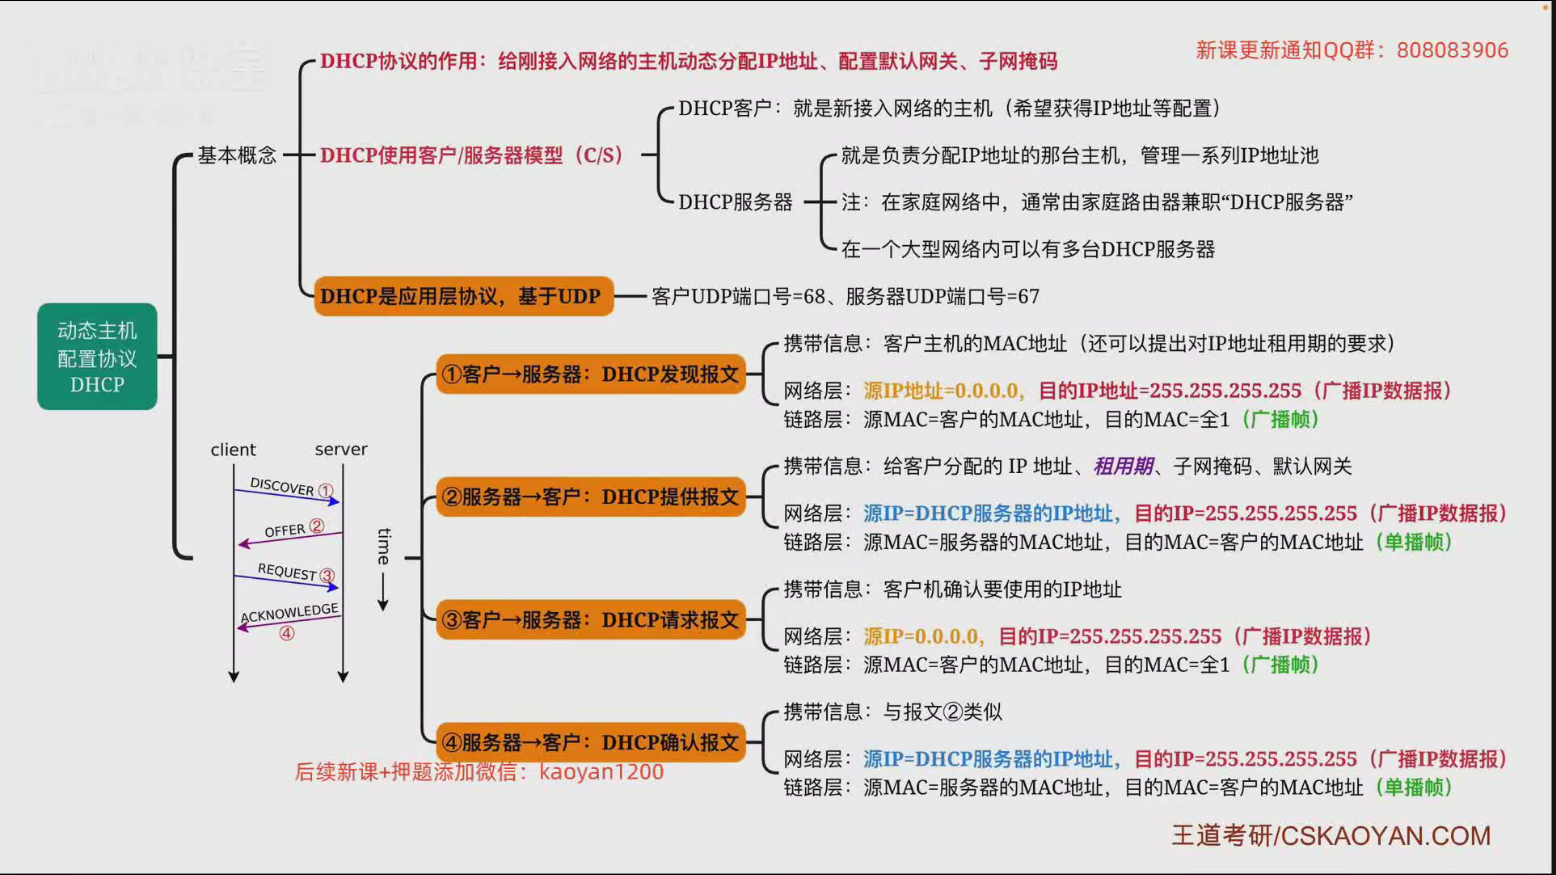 新课更新通知QQ群：808083906
DHCP协议的作用：给刚接入网络的主机动态分配IP地址、配置默认网关、子网掩码
DHCP客户：就是新接入网络的主机（希望获得IP地址等配置）
基本概念
DHCP使用客户/服务器模型（C/S）
就是负责分配IP地址的那台主机，管理一系列IP地址池
DHCP服务器
注：在家庭网络中，通常由家庭路由器兼职“DHCP服务器”
在一个大型网络内可以有多台DHCP服务器
DHCP是应用层协议，基于UDP
客户UDP端口号=68、服务器UDP端口号=67
动态主机
配置协议
DHCP
client
server
DISCOVER ①
OFFER ②
REQUEST ③
ACKNOWLEDGE
④
time
①客户→服务器：DHCP发现报文
携带信息：客户主机的MAC地址（还可以提出对IP地址租用期的要求）
网络层：源IP地址=0.0.0.0，目的IP地址=255.255.255.255（广播IP数据报）
链路层：源MAC=客户的MAC地址，目的MAC=全1（广播帧）
②服务器→客户：DHCP提供报文
携带信息：给客户分配的 IP 地址、租用期、子网掩码、默认网关
网络层：源IP=DHCP服务器的IP地址，目的IP=255.255.255.255（广播IP数据报）
链路层：源MAC=服务器的MAC地址，目的MAC=客户的MAC地址（单播帧）
③客户→服务器：DHCP请求报文
携带信息：客户机确认要使用的IP地址
网络层：源IP=0.0.0.0，目的IP=255.255.255.255（广播IP数据报）
链路层：源MAC=客户的MAC地址，目的MAC=全1（广播帧）
④服务器→客户：DHCP确认报文
携带信息：与报文②类似
网络层：源IP=DHCP服务器的IP地址，目的IP=255.255.255.255（广播IP数据报）
链路层：源MAC=服务器的MAC地址，目的MAC=客户的MAC地址（单播帧）
后续新课+押题添加微信：kaoyan1200
王道考研/CSKAOYAN.COM